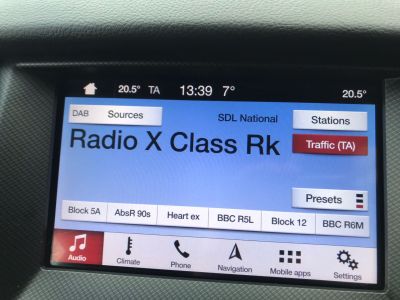 20.5° TA 13:39 7° 20.5°
DAB Sources SDL National Stations
Radio X Class Rk Traffic (TA)
Presets
Block 5A AbsR 90s Heart ex BBC R5L Block 12 BBC R6M
Audio Climate Phone Navigation Mobile apps Settings